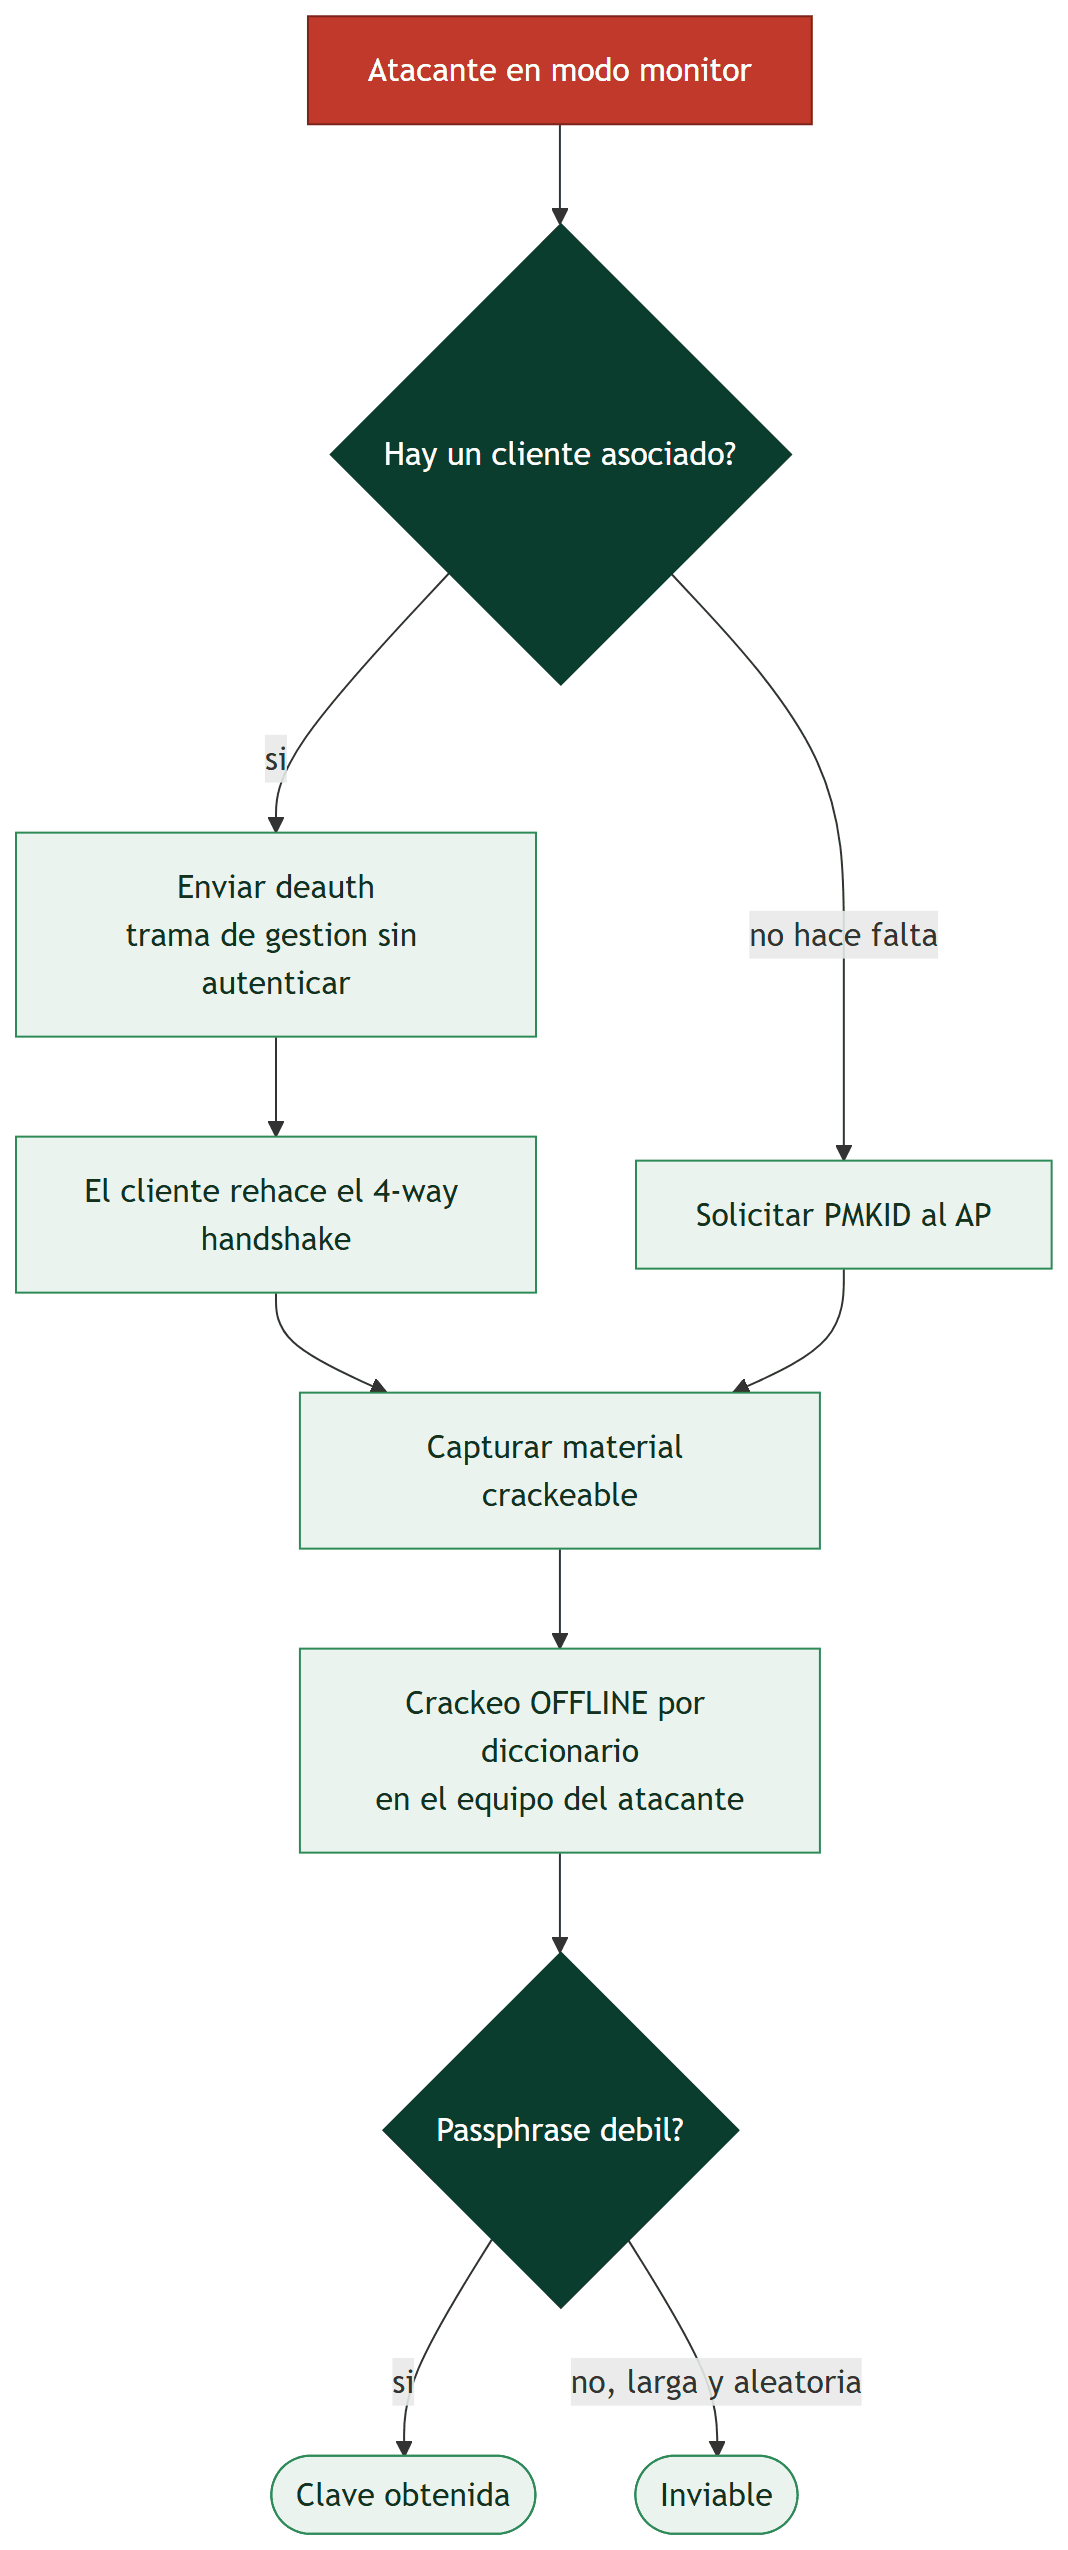 Atacante en modo monitor
Hay un cliente asociado?
si
no hace falta
Enviar deauth
trama de gestion sin
autenticar
El cliente rehace el 4-way
handshake
Solicitar PMKID al AP
Capturar material
crackeable
Crackeo OFFLINE por
diccionario
en el equipo del atacante
Passphrase debil?
si
no, larga y aleatoria
Clave obtenida
Inviable